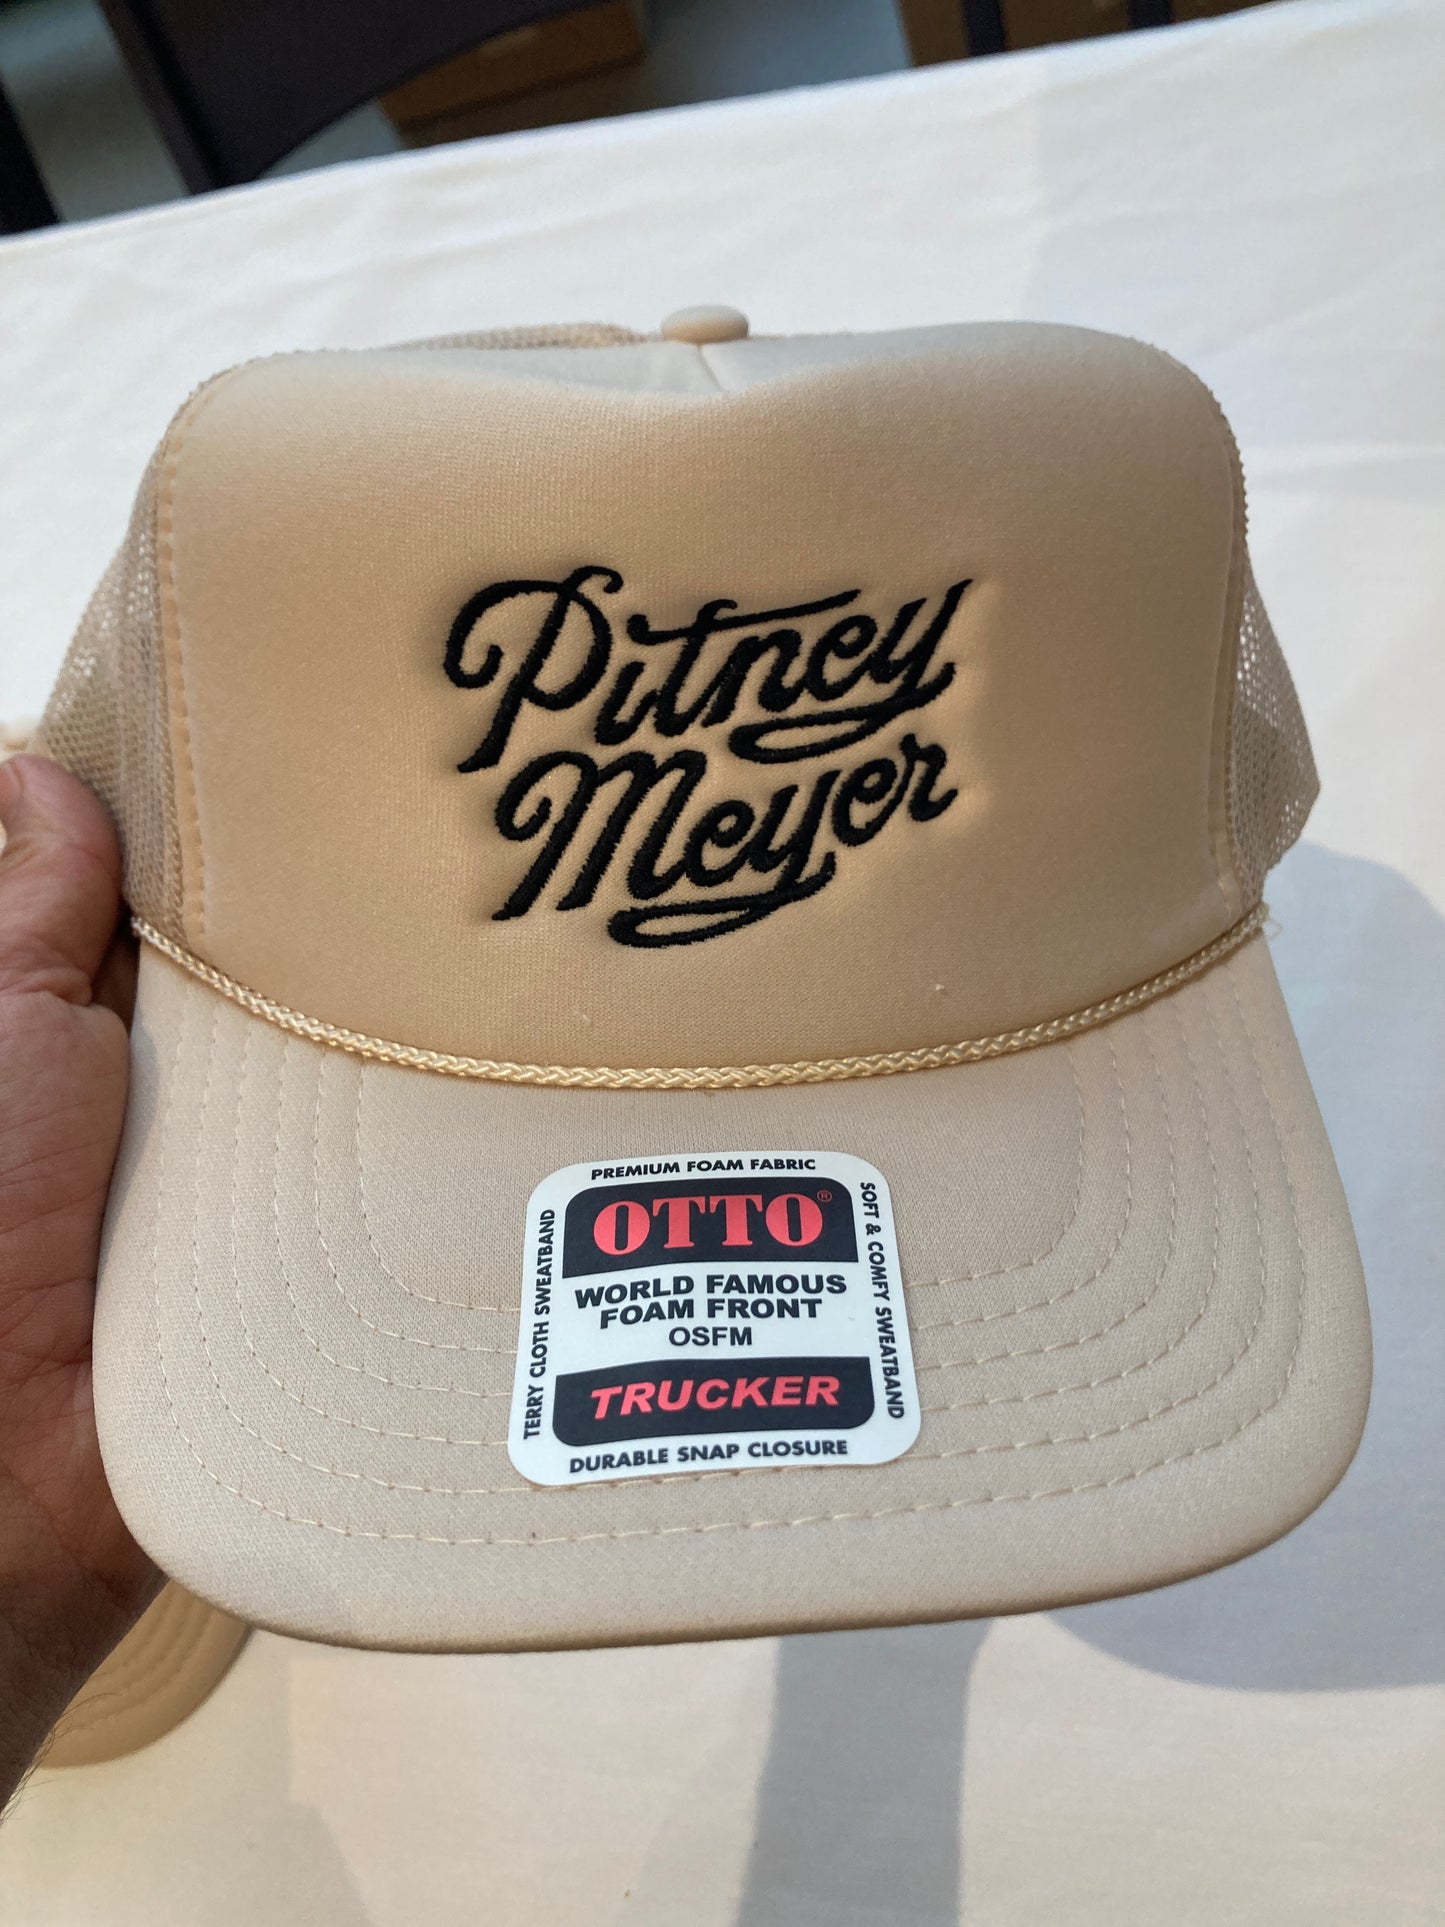 Pitney
Meyer
PREMIUM FOAM FABRIC
OTTO®
WORLD FAMOUS
FOAM FRONT
OSFM
TRUCKER
DURABLE SNAP CLOSURE
TERRY CLOTH SWEATBAND
SOFT & COMFY SWEATBAND